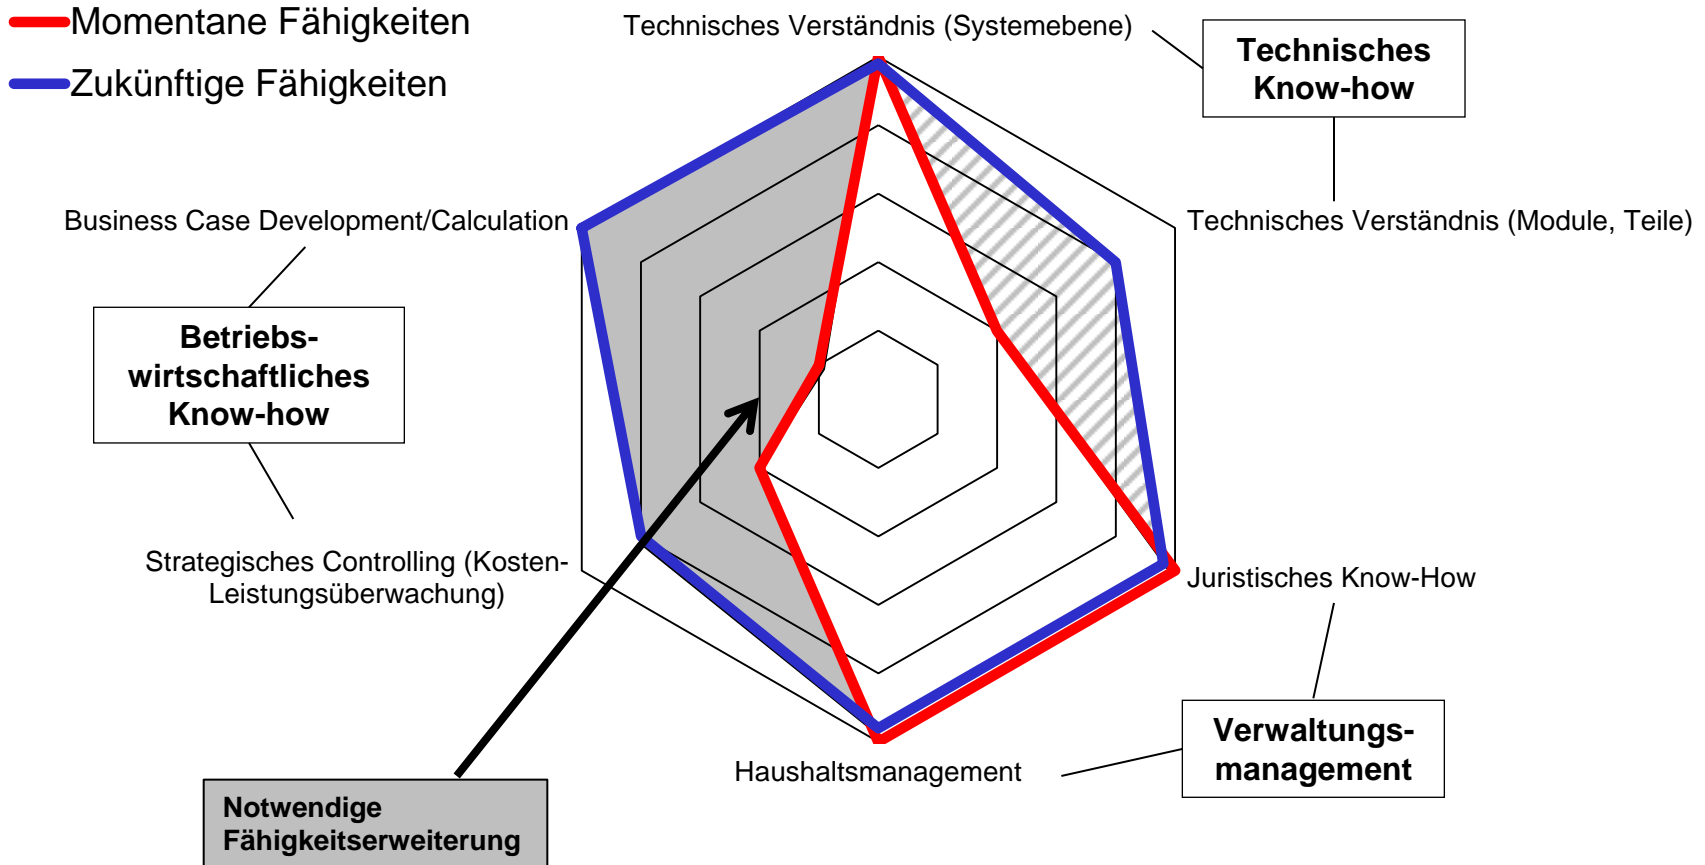 Momentane Fähigkeiten
Zukünftige Fähigkeiten
Technisches Verständnis (Systemebene)
Technisches
Know-how
Technisches Verständnis (Module, Teile)
Business Case Development/Calculation
Betriebs-
wirtschaftliches
Know-how
Strategisches Controlling (Kosten-
Leistungsüberwachung)
Juristisches Know-How
Verwaltungs-
management
Haushaltsmanagement
Notwendige
Fähigkeitserweiterung